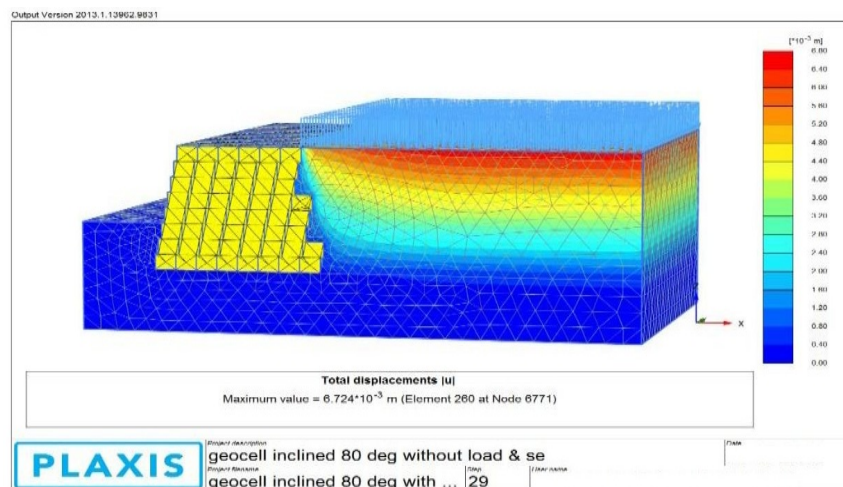 Output Version 2013.1.13962.9831
[*10⁻³ m]
6.80
6.40
6.00
5.60
5.20
4.80
4.40
4.00
3.60
3.20
2.80
2.40
2.00
1.60
1.20
0.80
0.40
0.00
X
Total displacements |u|
Maximum value = 6.724*10⁻³ m (Element 260 at Node 6771)
PLAXIS
Project description
geocell inclined 80 deg without load & se
Date
Project filename
geocell inclined 80 deg with ...
Step
29
User name